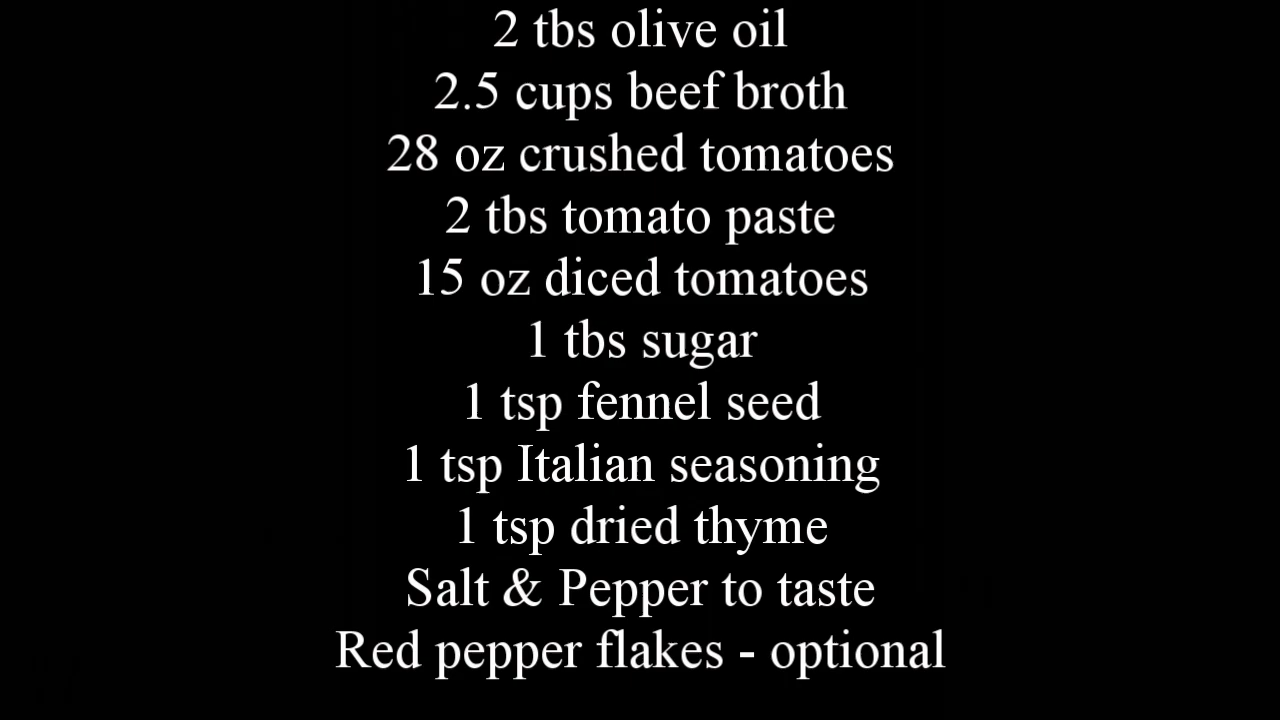 2 tbs olive oil
2.5 cups beef broth
28 oz crushed tomatoes
2 tbs tomato paste
15 oz diced tomatoes
1 tbs sugar
1 tsp fennel seed
1 tsp Italian seasoning
1 tsp dried thyme
Salt & Pepper to taste
Red pepper flakes - optional